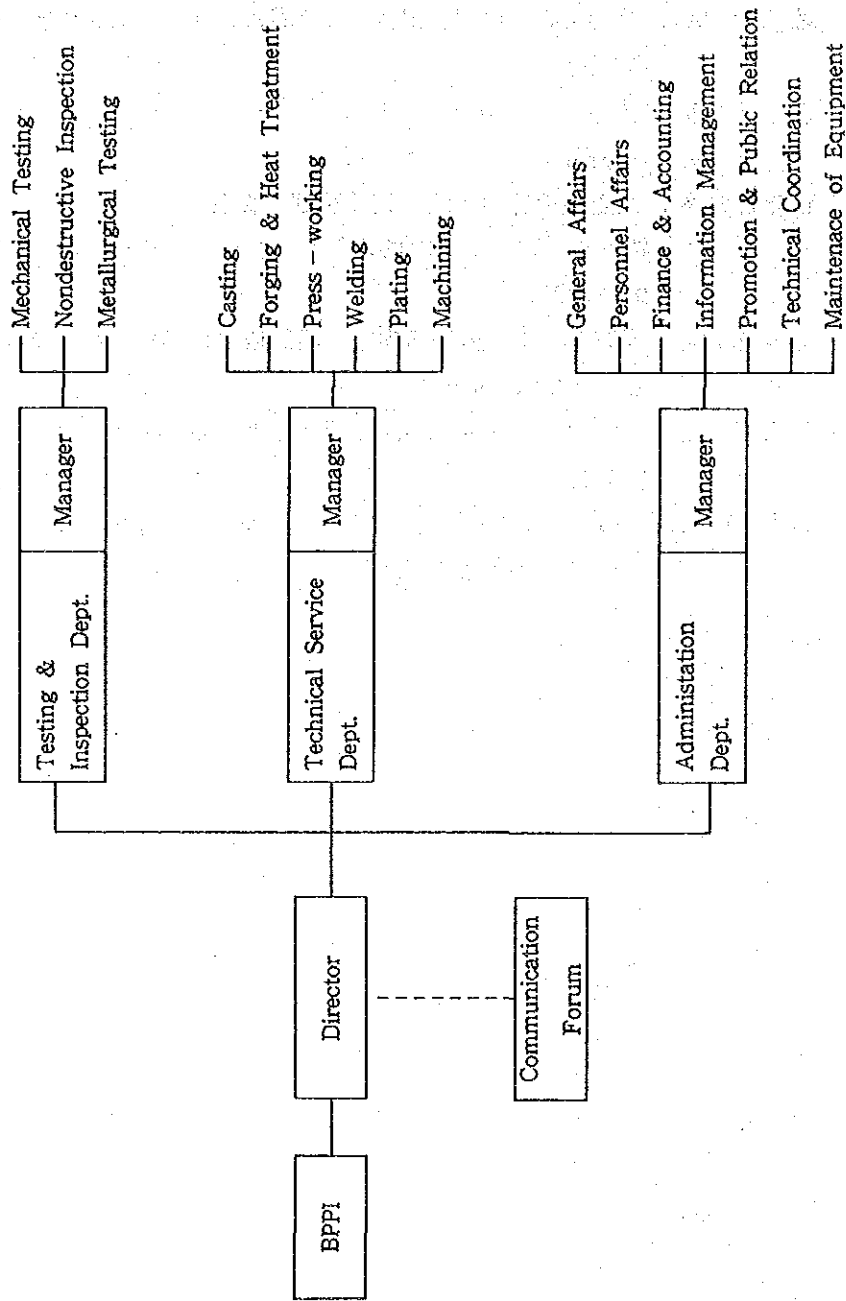 BPPI
Director
Communication
Forum
Testing &
Inspection Dept.
Manager
Mechanical Testing
Nondestructive Inspection
Metallurgical Testing
Technical Service
Dept.
Manager
Casting
Forging & Heat Treatment
Press - working
Welding
Plating
Machining
Administation
Dept.
Manager
General Affairs
Personnel Affairs
Finance & Accounting
Information Management
Promotion & Public Relation
Technical Coordination
Maintenace of Equipment